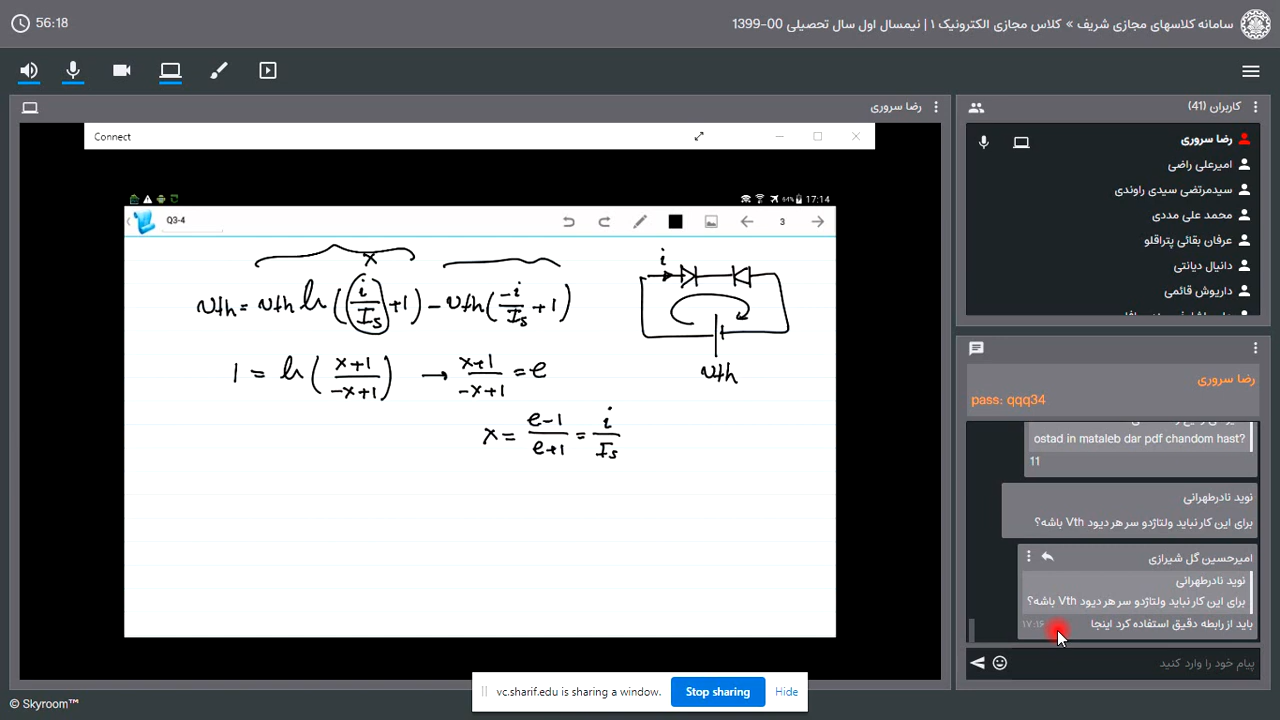 56:18
سامانه کلاسهای مجازی شریف » کلاس مجازی الکترونیک ۱ | نیمسال اول سال تحصیلی 00-1399
رضا سروری
Connect
17:14
64%
Q3-4
3
vth = vth ln((i/Is)+1) - vth(-i/Is +1)
x
i
vth
1 = ln((x+1)/(-x+1)) → (x+1)/(-x+1) = e
x = (e-1)/(e+1) = i/Is
کاربران (41)
رضا سروری
امیرعلی راضی
سیدمرتضی سیدی راوندی
محمد علی مددی
عرفان بقائی پتراقلو
دانیال دیانتی
داریوش قائمی
رضا سروری
pass: qqq34
ostad in mataleb dar pdf chandom hast?
11
نوید نادرطهرانی
برای این کار نباید ولتاژدو سر هر دیود Vth باشه؟
امیرحسین گل شیرازی
نوید نادرطهرانی
برای این کار نباید ولتاژدو سر هر دیود Vth باشه؟
باید از رابطه دقیق استفاده کرد اینجا
۱۷:۱۶
پیام خود را وارد کنید
vc.sharif.edu is sharing a window.
Stop sharing
Hide
© Skyroom™